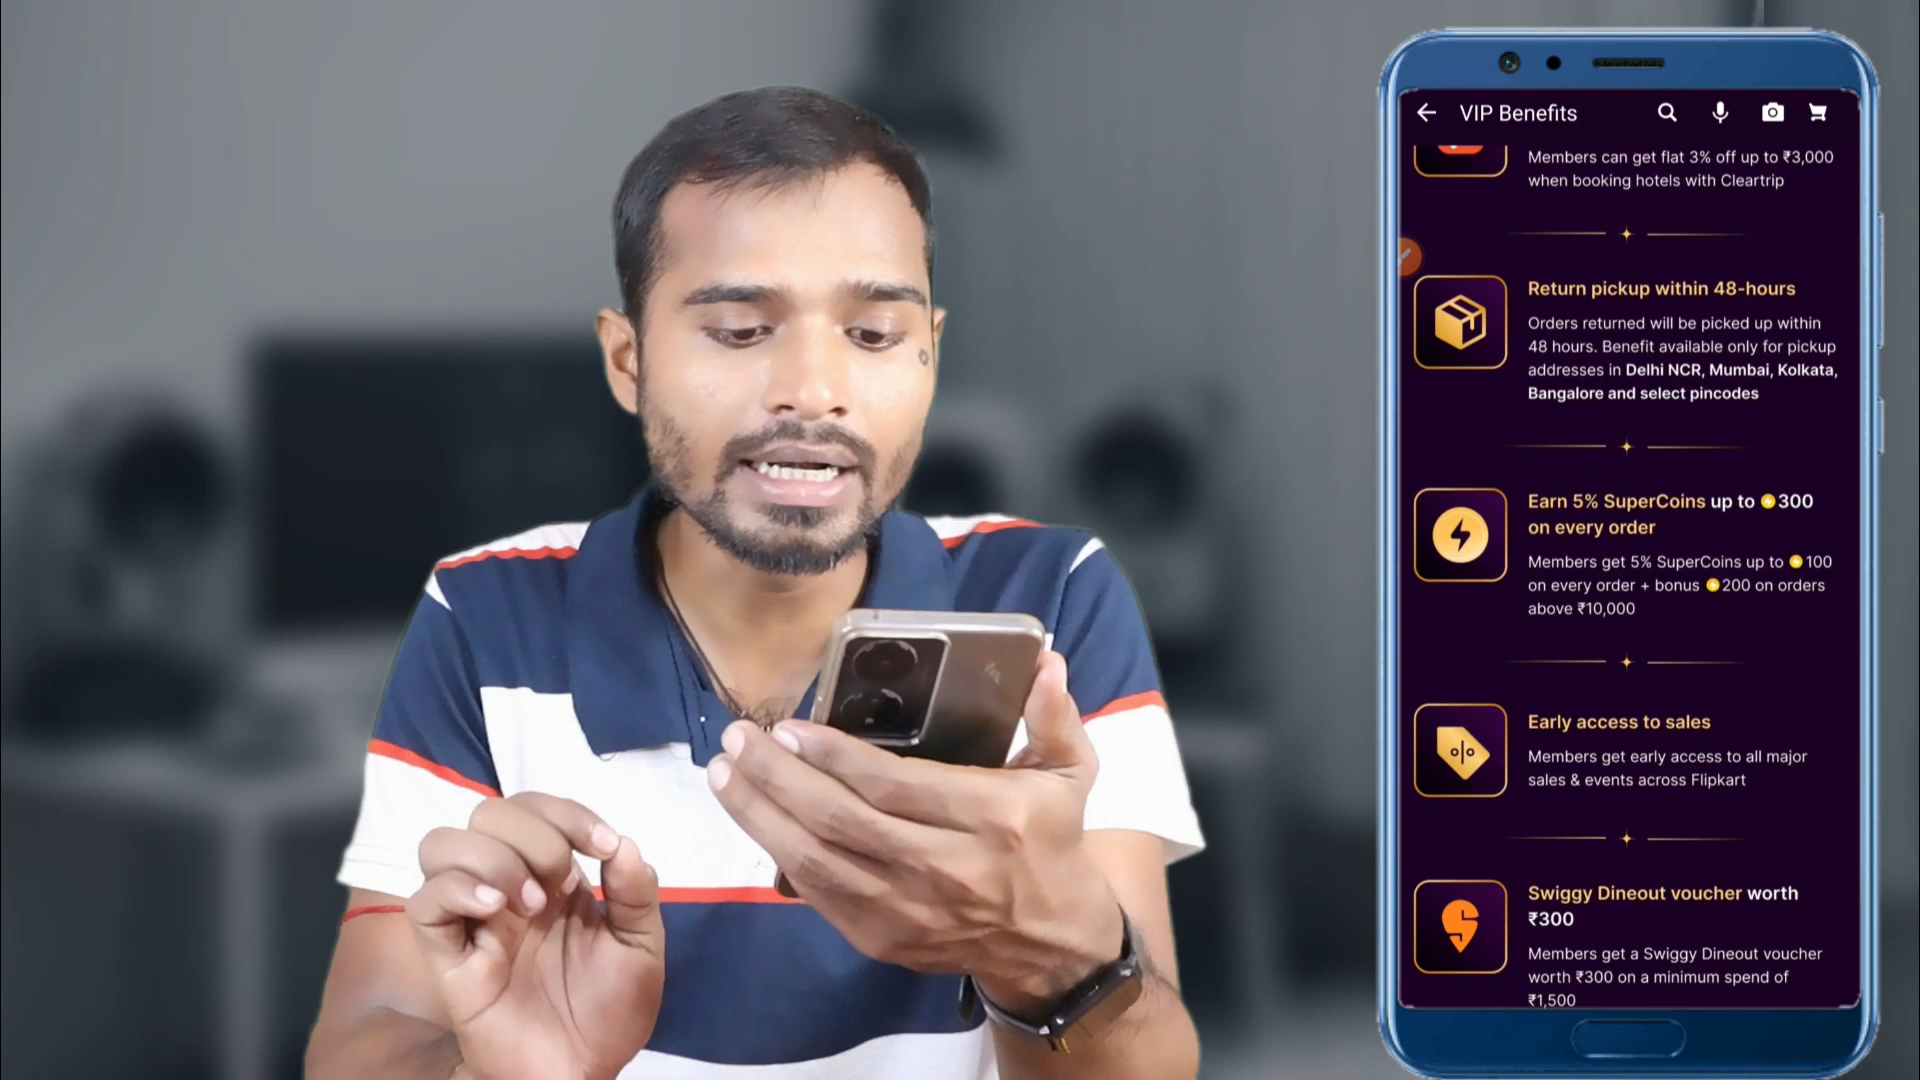 VIP Benefits
Members can get flat 3% off up to ₹3,000
when booking hotels with Cleartrip
Return pickup within 48-hours
Orders returned will be picked up within
48 hours. Benefit available only for pickup
addresses in Delhi NCR, Mumbai, Kolkata,
Bangalore and select pincodes
Earn 5% SuperCoins up to 300
on every order
Members get 5% SuperCoins up to 100
on every order + bonus 200 on orders
above ₹10,000
Early access to sales
Members get early access to all major
sales & events across Flipkart
Swiggy Dineout voucher worth
₹300
Members get a Swiggy Dineout voucher
worth ₹300 on a minimum spend of
₹1,500